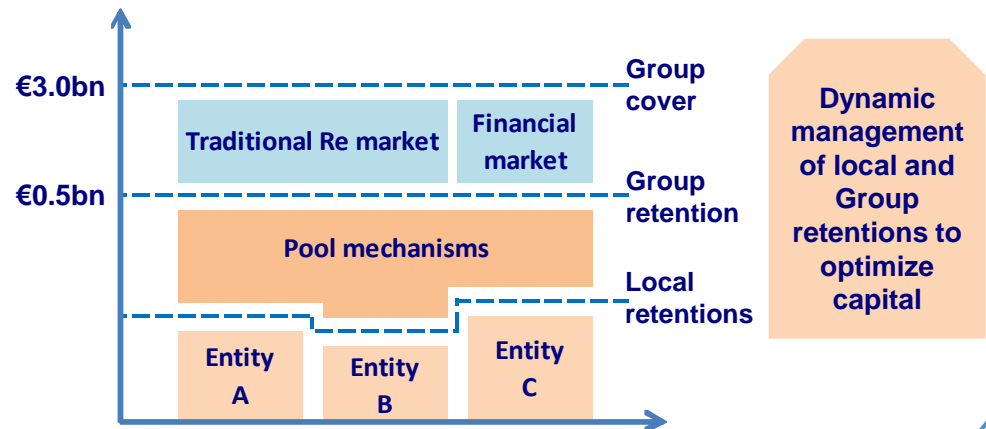 €3.0bn
Group
cover
Traditional Re market
Financial
market
€0.5bn
Group
retention
Pool mechanisms
Local
retentions
Entity
A
Entity
B
Entity
C
Dynamic
management
of local and
Group
retentions to
optimize
capital